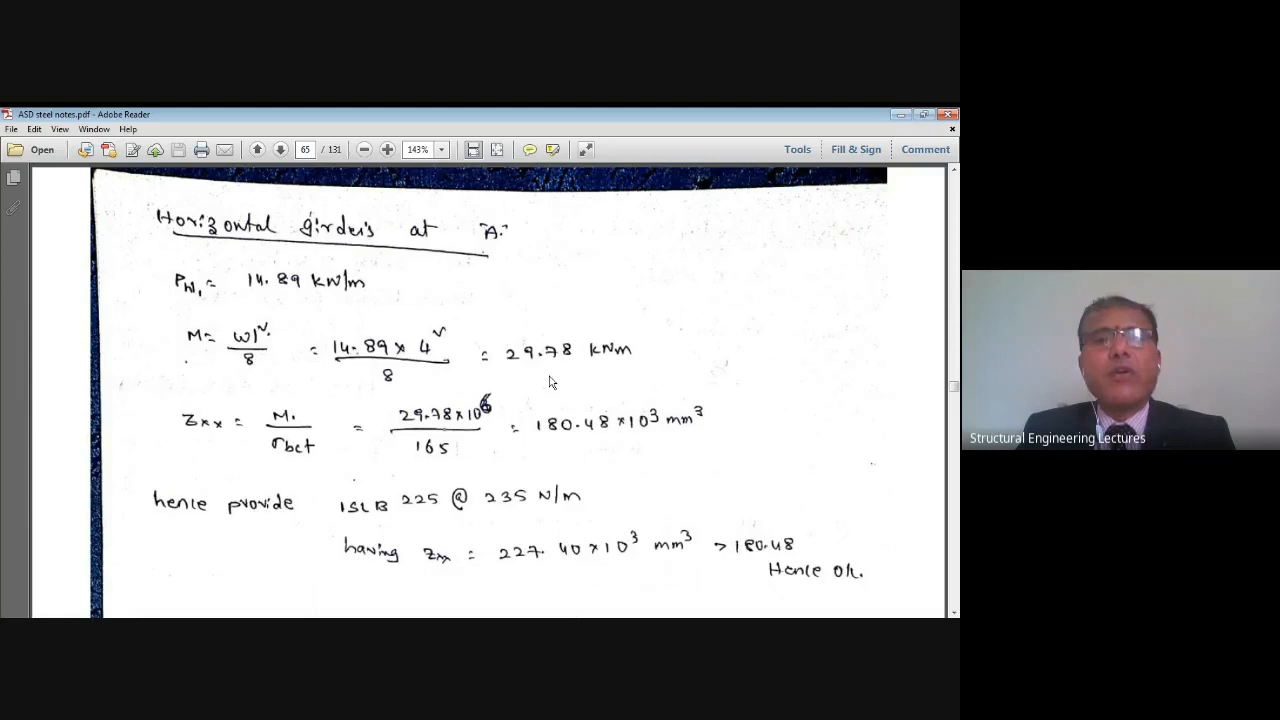 ASD steel notes.pdf - Adobe Reader
File Edit View Window Help
Open 65 / 131 143% Tools Fill & Sign Comment
Horizontal girders at "A."
PW1 = 14.89 kN/m
M = wl² / 8 = 14.89 × 4² / 8 = 29.78 kNm
Zxx = M. / σbct = 29.78×10⁶ / 165 = 180.48 ×10³ mm³
hence provide ISLB 225 @ 235 N/m
having Zxx = 227.40×10³ mm³ > 180.48
Hence ok.
Structural Engineering Lectures